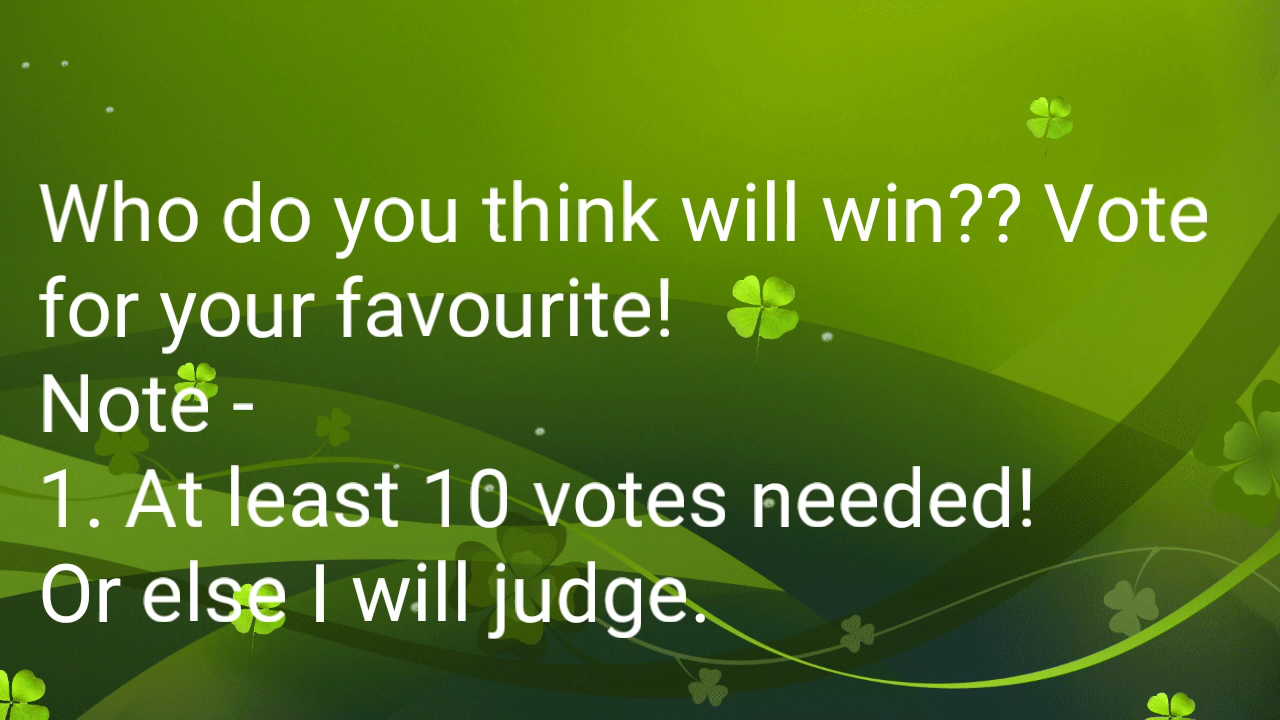 Who do you think will win?? Vote
for your favourite!
Note -
1. At least 10 votes needed!
Or else I will judge.